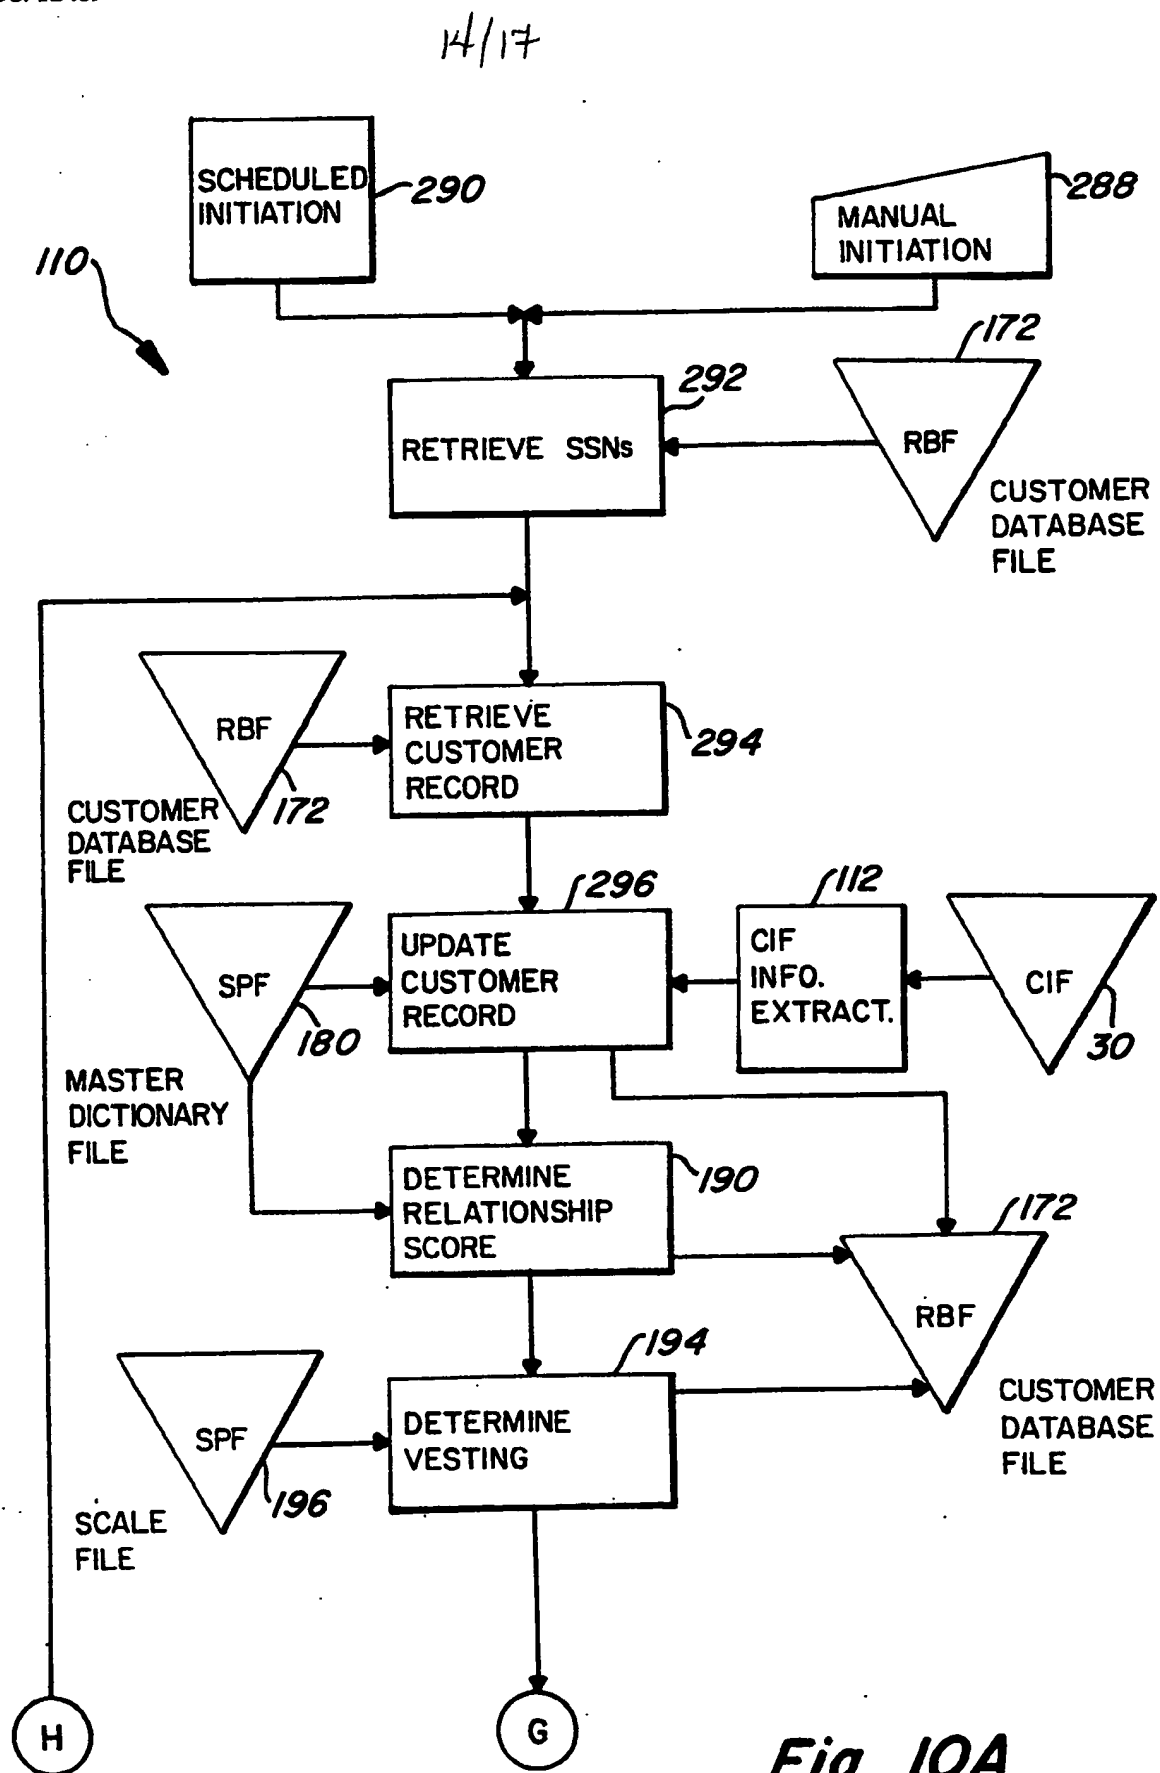 14/17
SCHEDULED
INITIATION
290
MANUAL
INITIATION
288
110
172
292
RETRIEVE SSNs
RBF
CUSTOMER
DATABASE
FILE
RBF
172
CUSTOMER
DATABASE
FILE
RETRIEVE
CUSTOMER
RECORD
294
296
112
SPF
180
UPDATE
CUSTOMER
RECORD
CIF
INFO.
EXTRACT.
CIF
30
MASTER
DICTIONARY
FILE
DETERMINE
RELATIONSHIP
SCORE
190
172
RBF
CUSTOMER
DATABASE
FILE
194
SPF
196
SCALE
FILE
DETERMINE
VESTING
H
G
Fig. 10A